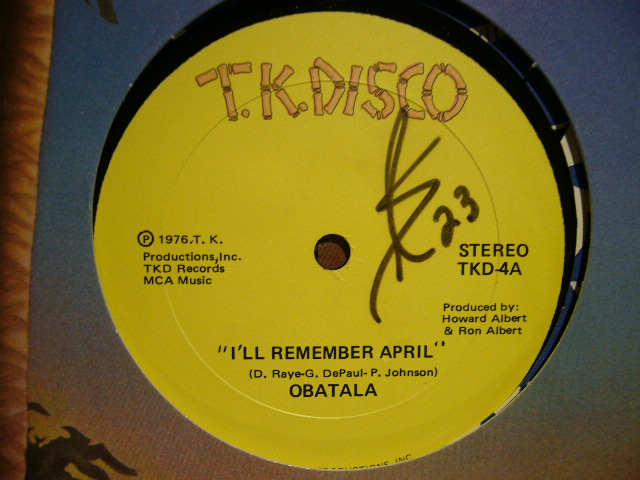 T.K.DISCO
23
Ⓟ 1976,T. K.
Productions,Inc.
TKD Records
MCA Music
STEREO
TKD-4A
Produced by:
Howard Albert
& Ron Albert
"I'LL REMEMBER APRIL"
(D. Raye-G. DePaul- P. Johnson)
OBATALA